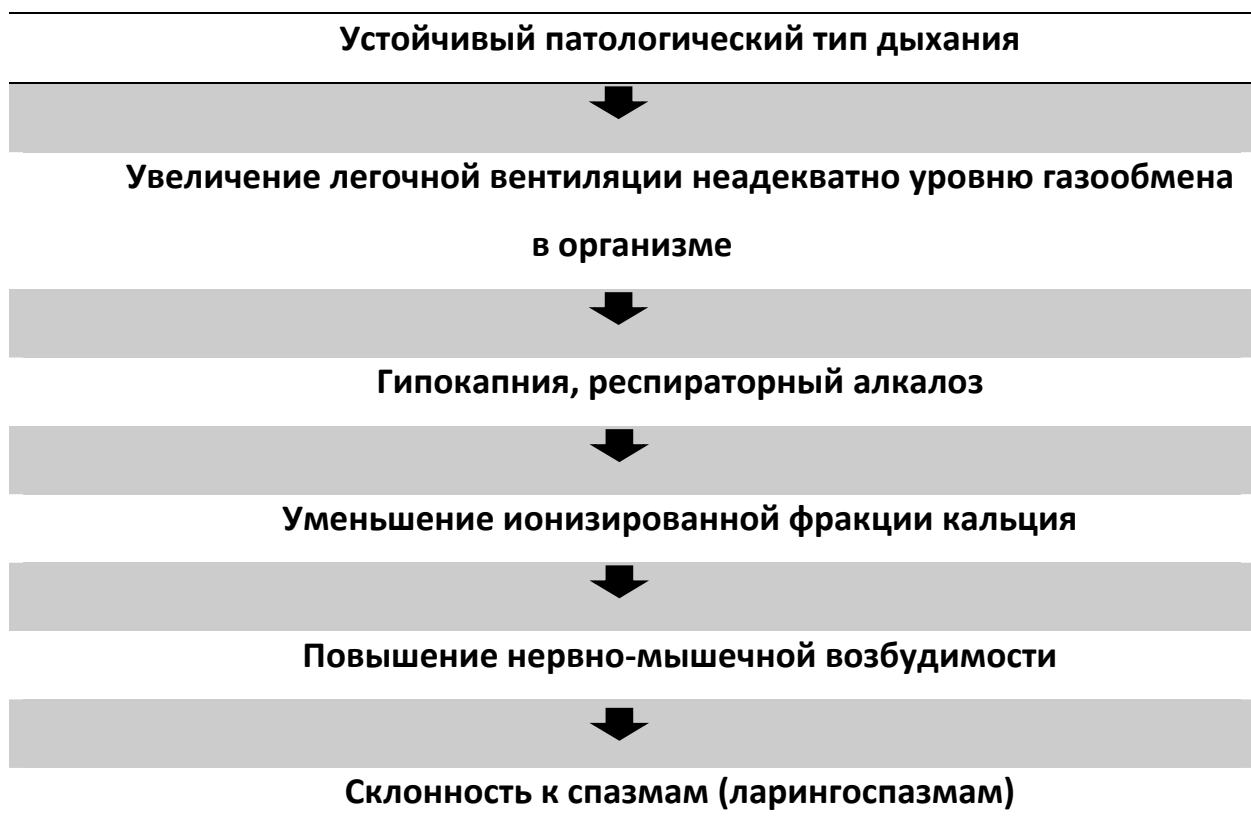 Устойчивый патологический тип дыхания
Увеличение легочной вентиляции неадекватно уровню газообмена
в организме
Гипокапния, респираторный алкалоз
Уменьшение ионизированной фракции кальция
Повышение нервно-мышечной возбудимости
Склонность к спазмам (ларингоспазмам)